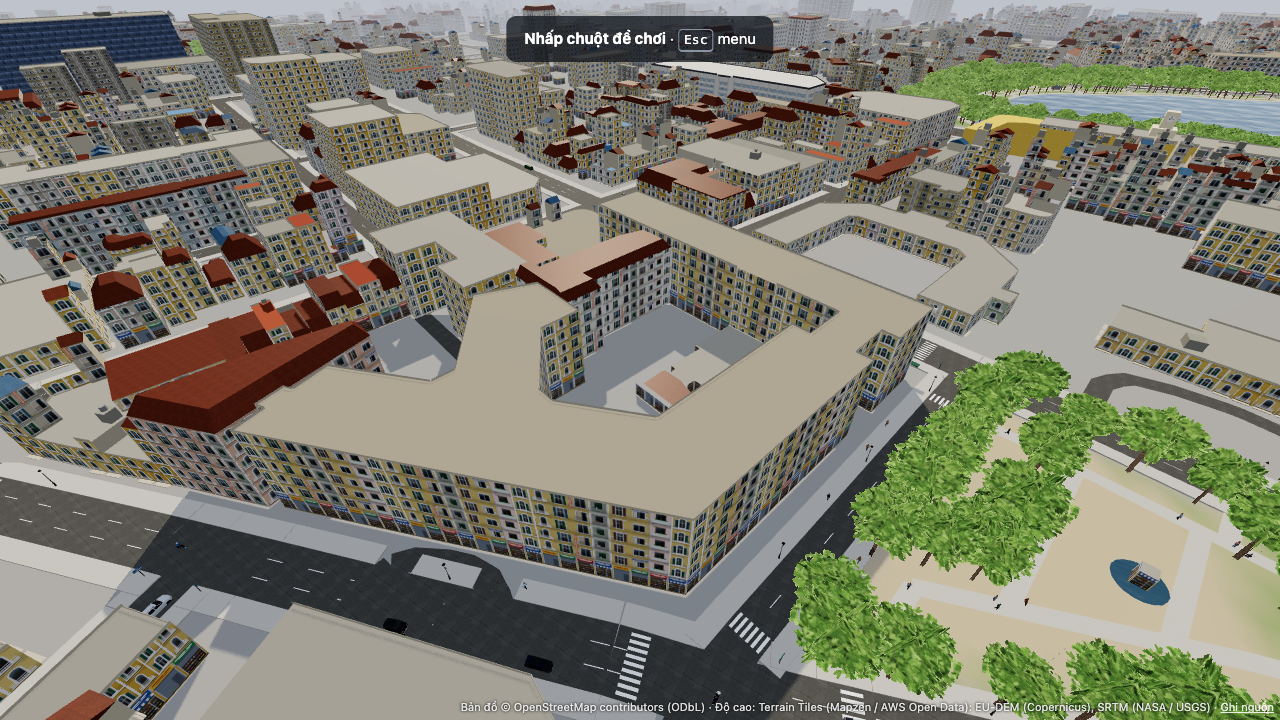 Nhấp chuột để chơi · Esc menu
Bản đồ © OpenStreetMap contributors (ODbL) · Độ cao: Terrain Tiles (Mapzen / AWS Open Data): EU-DEM (Copernicus), SRTM (NASA / USGS) · Ghi nguồn